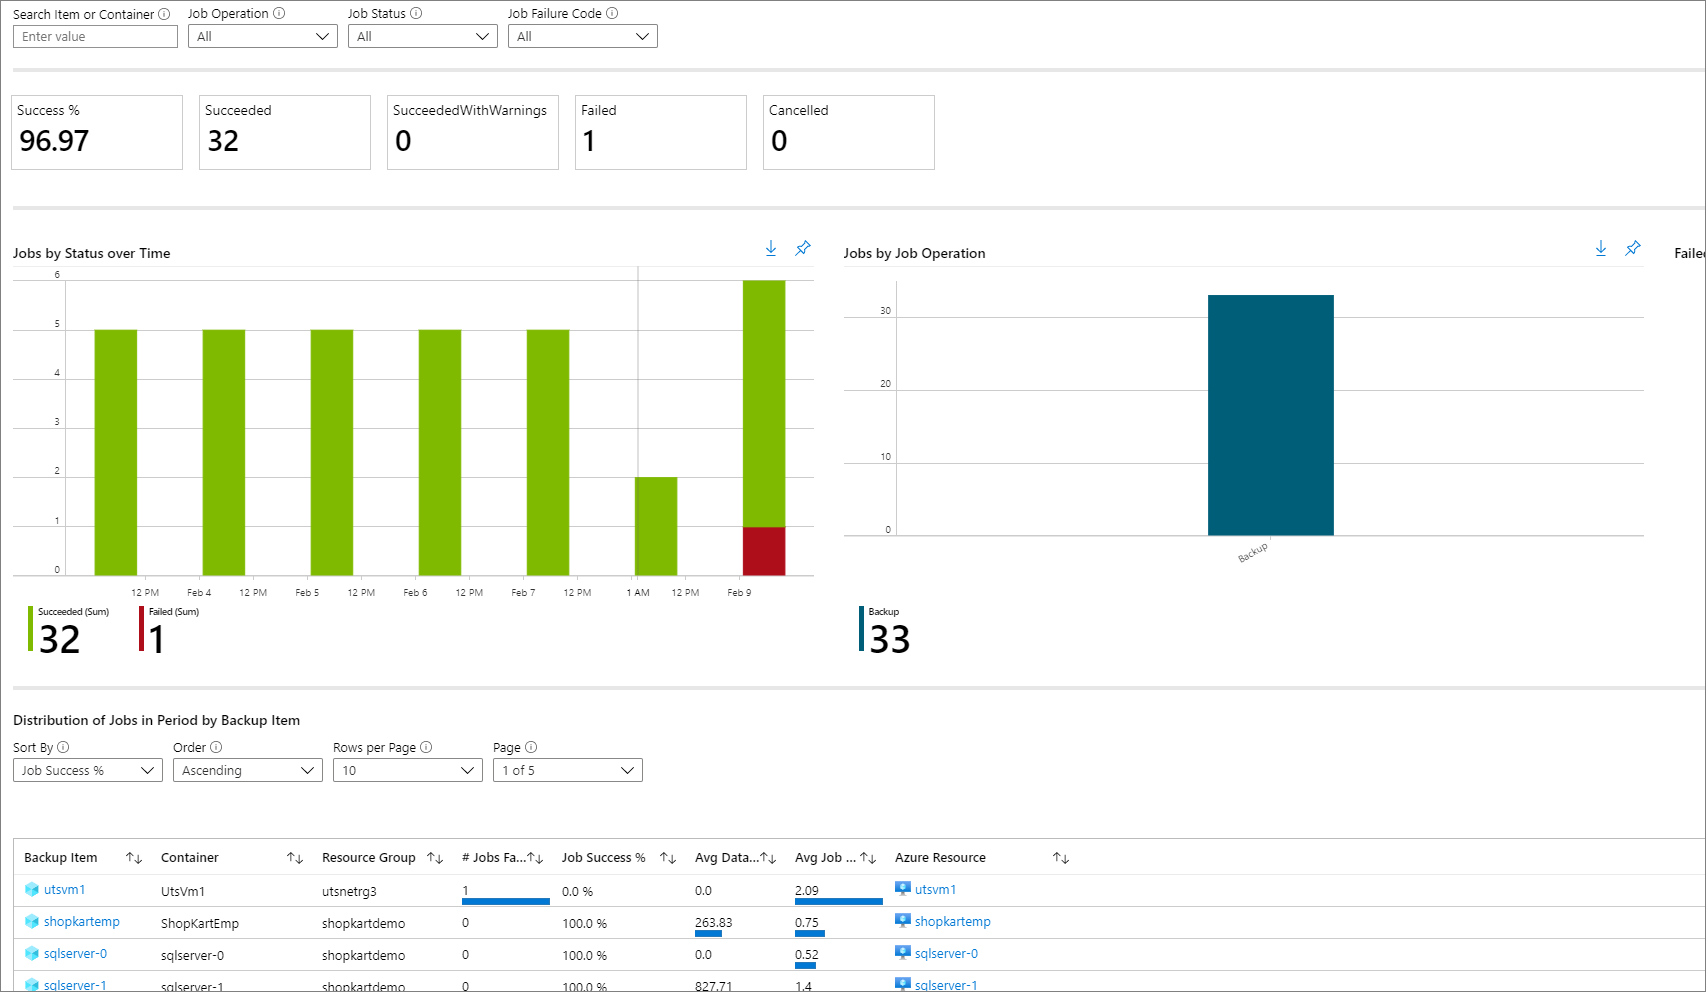 Search Item or Container Job Operation Job Status Job Failure Code
Enter value All All All
Success % Succeeded SucceededWithWarnings Failed Cancelled
96.97 32 0 1 0
Jobs by Status over Time
6
5
4
3
2
1
0
12 PM Feb 4 12 PM Feb 5 12 PM Feb 6 12 PM Feb 7 12 PM 1 AM 12 PM Feb 9
Succeeded (Sum) Failed (Sum)
32 1
Jobs by Job Operation
30
20
10
0
Backup
Backup
33
Failed
Distribution of Jobs in Period by Backup Item
Sort By Order Rows per Page Page
Job Success % Ascending 10 1 of 5
Backup Item Container Resource Group # Jobs Fa... Job Success % Avg Data... Avg Job ... Azure Resource
utsvm1 UtsVm1 utsnetrg3 1 0.0 % 0.0 2.09 utsvm1
shopkartemp ShopKartEmp shopkartdemo 0 100.0 % 263.83 0.75 shopkartemp
sqlserver-0 sqlserver-0 shopkartdemo 0 100.0 % 0.0 0.52 sqlserver-0
sqlserver-1 sqlserver-1 shopkartdemo 0 100.0 % 827.71 1.4 sqlserver-1